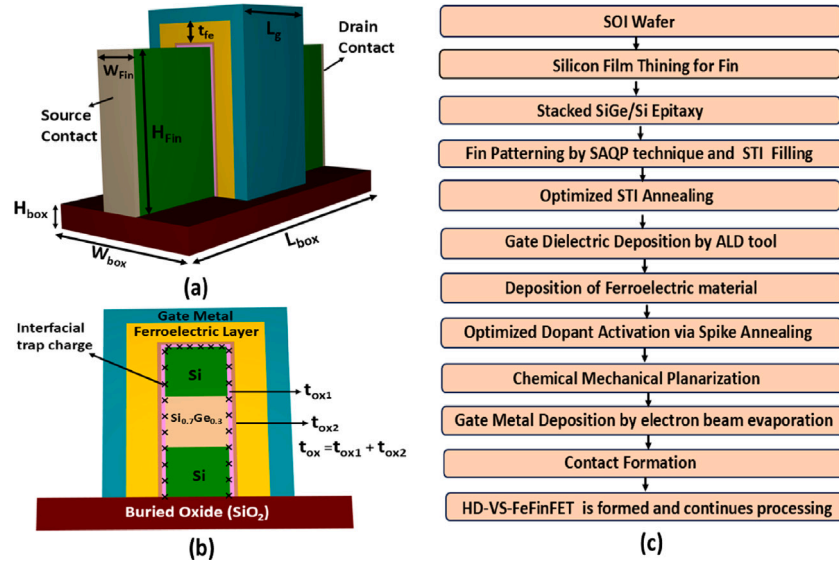 t_fe
L_g
Drain
Contact
W_Fin
Source
Contact
H_Fin
H_box
W_box
L_box
(a)
Gate Metal
Ferroelectric Layer
Interfacial
trap charge
Si
t_ox1
Si_0.7Ge_0.3
t_ox2
t_ox =t_ox1 + t_ox2
Si
Buried Oxide (SiO_2)
(b)
SOI Wafer
Silicon Film Thining for Fin
Stacked SiGe/Si Epitaxy
Fin Patterning by SAQP technique and STI Filling
Optimized STI Annealing
Gate Dielectric Deposition by ALD tool
Deposition of Ferroelectric material
Optimized Dopant Activation via Spike Annealing
Chemical Mechanical Planarization
Gate Metal Deposition by electron beam evaporation
Contact Formation
HD-VS-FeFinFET is formed and continues processing
(c)